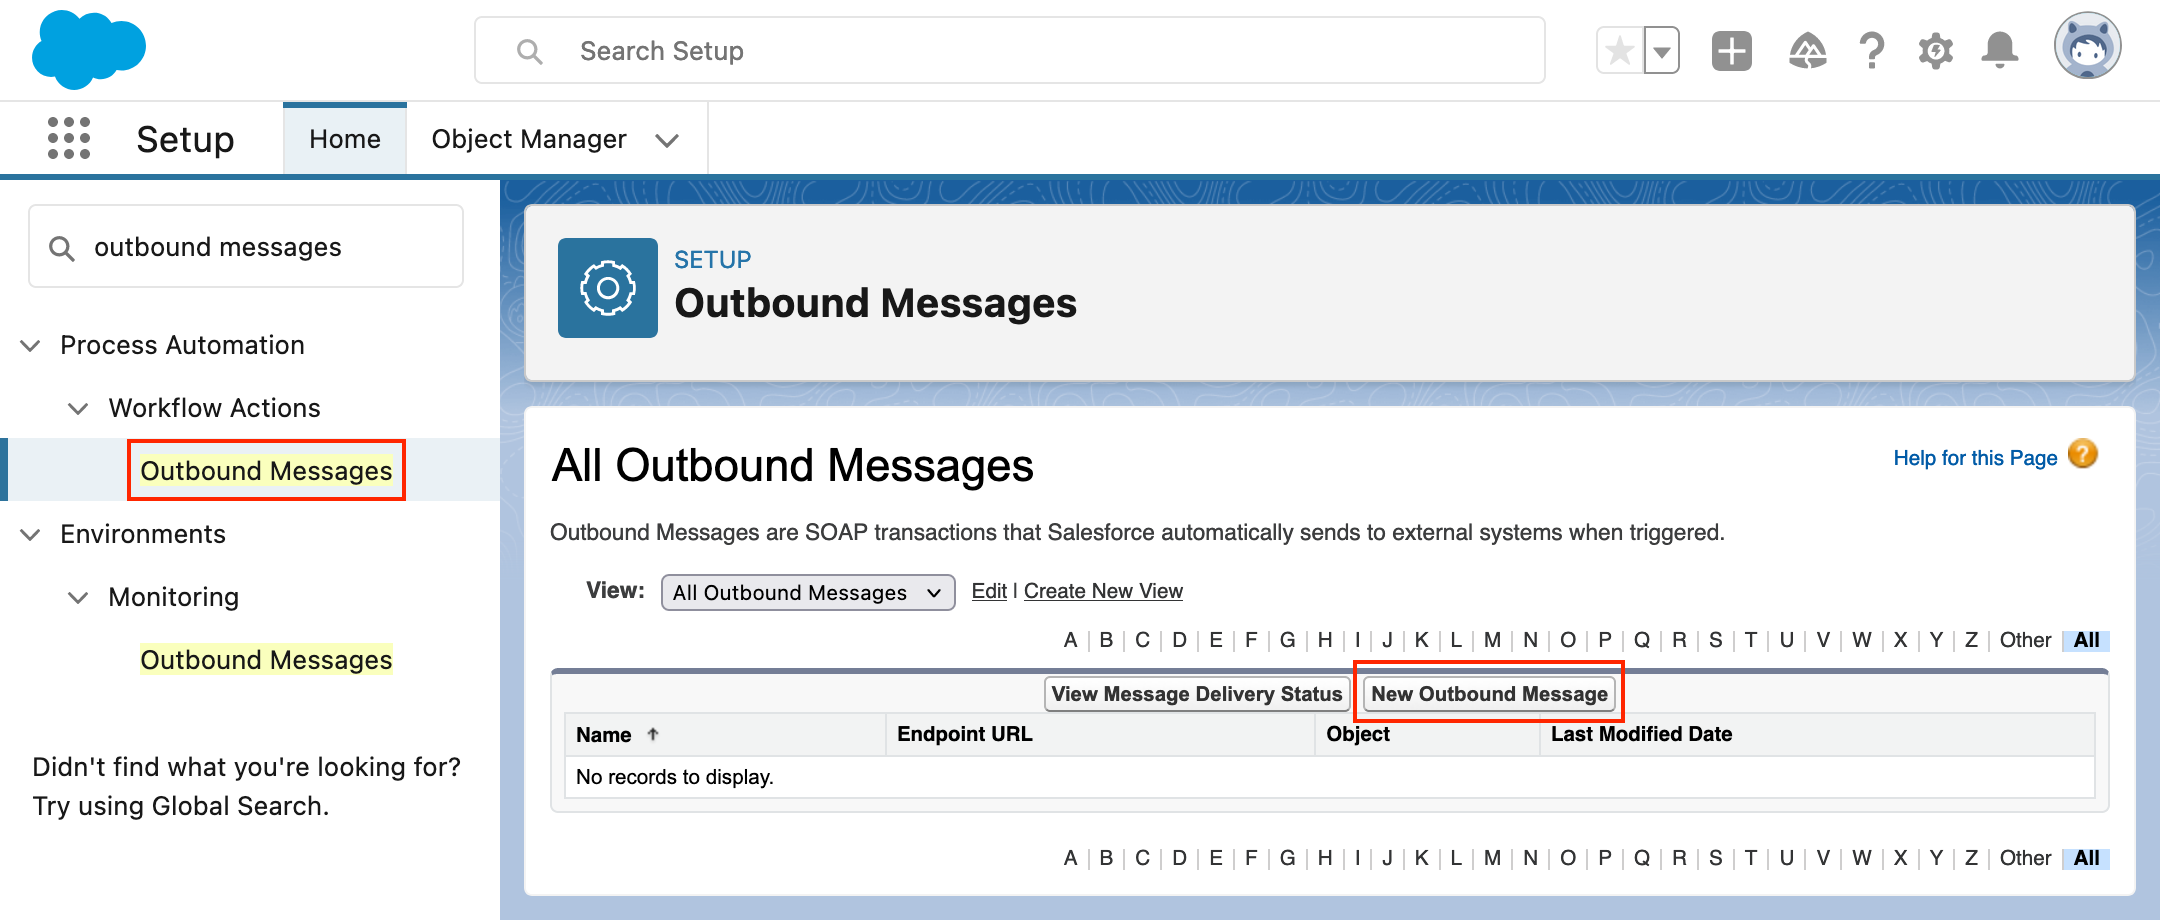 Search Setup
Setup
Home
Object Manager
outbound messages
Process Automation
Workflow Actions
Outbound Messages
Environments
Monitoring
Outbound Messages
Didn't find what you're looking for?
Try using Global Search.
SETUP
Outbound Messages
All Outbound Messages
Help for this Page ?
Outbound Messages are SOAP transactions that Salesforce automatically sends to external systems when triggered.
View: All Outbound Messages Edit | Create New View
A | B | C | D | E | F | G | H | I | J | K | L | M | N | O | P | Q | R | S | T | U | V | W | X | Y | Z | Other | All
View Message Delivery Status New Outbound Message
Name ↑ Endpoint URL Object Last Modified Date
No records to display.
A | B | C | D | E | F | G | H | I | J | K | L | M | N | O | P | Q | R | S | T | U | V | W | X | Y | Z | Other | All